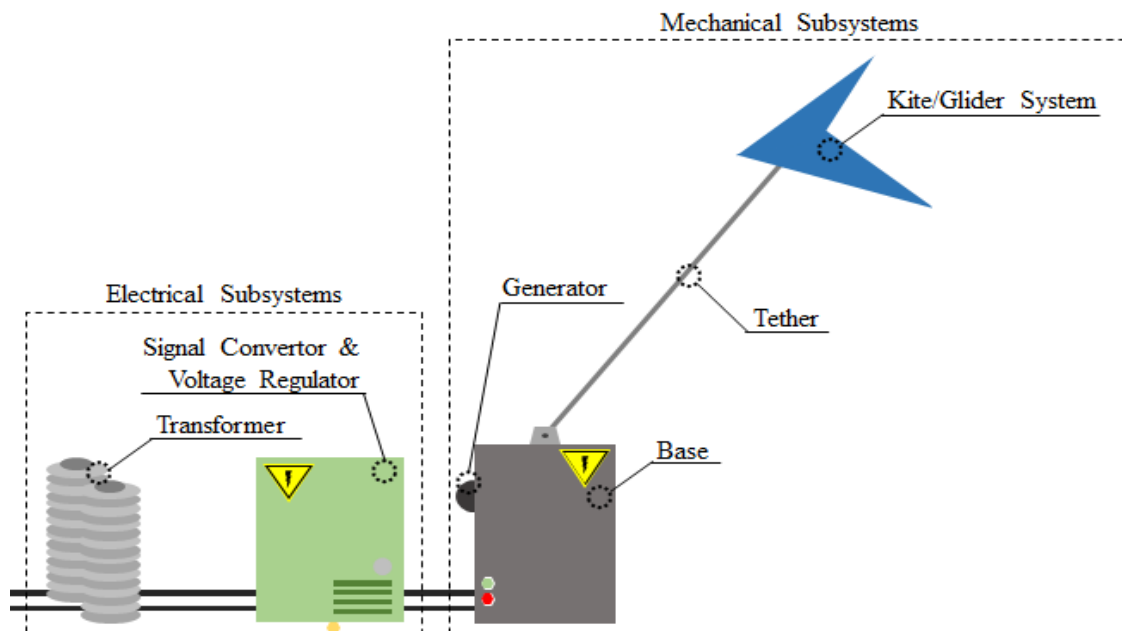 Mechanical Subsystems
Kite/Glider System
Generator
Tether
Electrical Subsystems
Signal Convertor &
Voltage Regulator
Transformer
Base